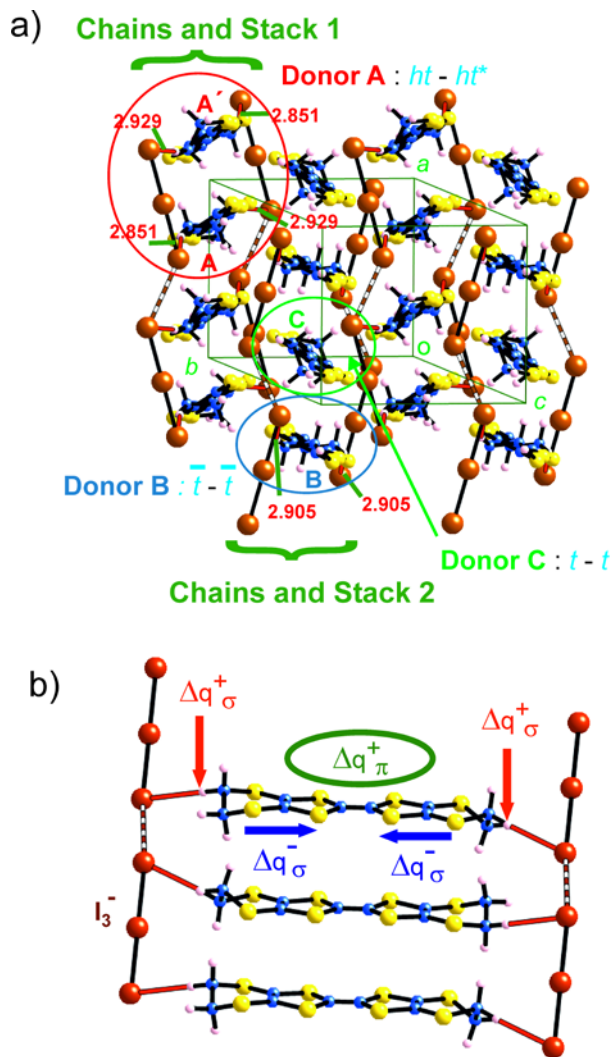 a)
Chains and Stack 1
Donor A : ht - ht*
A´
2.929
2.851
a
2.851
2.929
A
C
b
o
c
Donor B : t̅ - t̅
B
2.905
2.905
Donor C : t - t
Chains and Stack 2
b)
Δq⁺σ
Δq⁺σ
Δq⁺π
Δq⁻σ
Δq⁻σ
I₃⁻